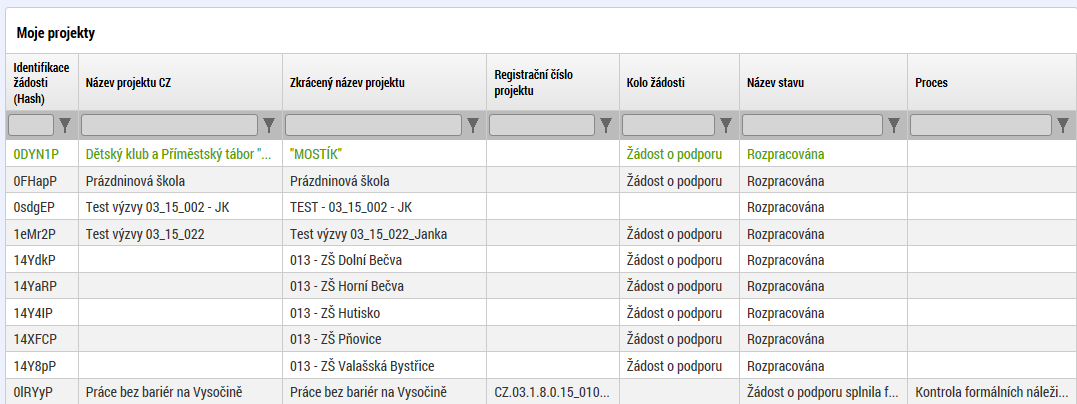 Moje projekty
Identifikace žádosti (Hash) Název projektu CZ Zkrácený název projektu Registrační číslo projektu Kolo žádosti Název stavu Proces
0DYN1P Dětský klub a Příměstský tábor "... "MOSTÍK" Žádost o podporu Rozpracována
0FHapP Prázdninová škola Prázdninová škola Žádost o podporu Rozpracována
0sdgEP Test výzvy 03_15_002 - JK TEST - 03_15_002 - JK Rozpracována
1eMr2P Test výzvy 03_15_022 Test výzvy 03_15_022_Janka Žádost o podporu Rozpracována
14YdkP 013 - ZŠ Dolní Bečva Žádost o podporu Rozpracována
14YaRP 013 - ZŠ Horní Bečva Žádost o podporu Rozpracována
14Y4IP 013 - ZŠ Hutisko Žádost o podporu Rozpracována
14XFCP 013 - ZŠ Pňovice Žádost o podporu Rozpracována
14Y8pP 013 - ZŠ Valašská Bystřice Žádost o podporu Rozpracována
0lRYyP Práce bez bariér na Vysočině Práce bez bariér na Vysočině CZ.03.1.8.0.15_010... Žádost o podporu splnila f... Kontrola formálních náleži...